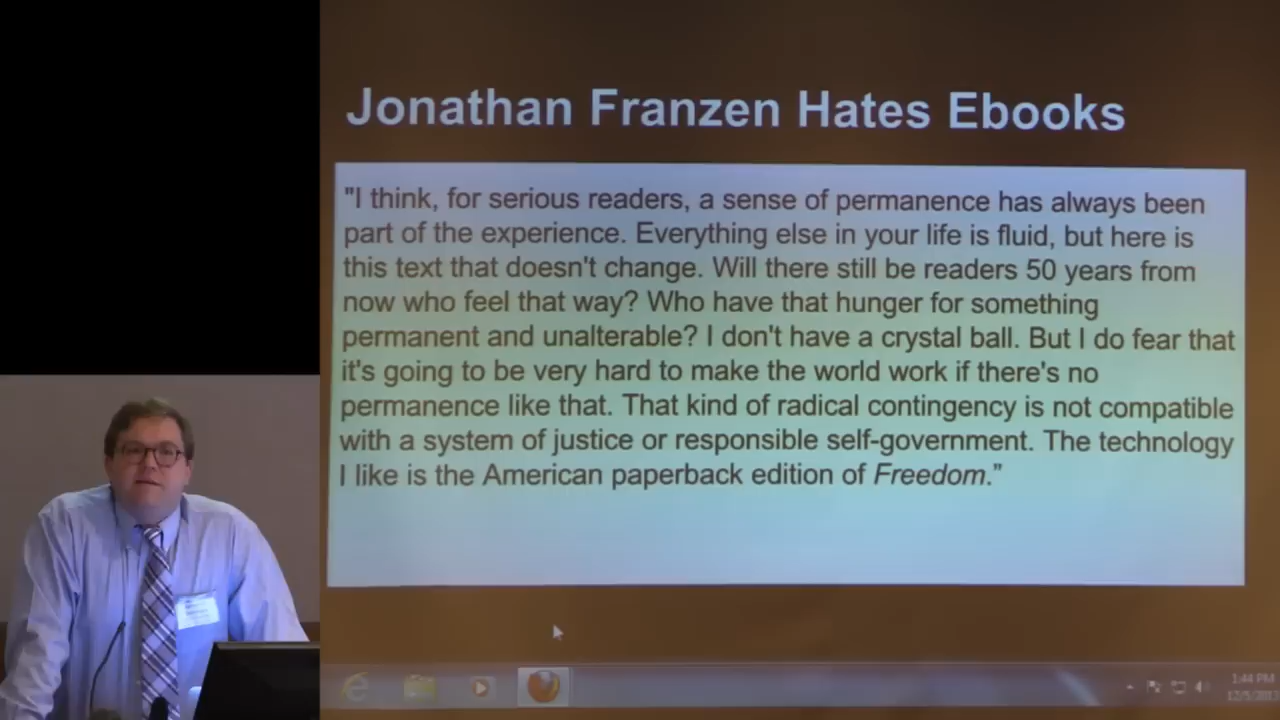 Jonathan Franzen Hates Ebooks
"I think, for serious readers, a sense of permanence has always been
part of the experience. Everything else in your life is fluid, but here is
this text that doesn't change. Will there still be readers 50 years from
now who feel that way? Who have that hunger for something
permanent and unalterable? I don't have a crystal ball. But I do fear that
it's going to be very hard to make the world work if there's no
permanence like that. That kind of radical contingency is not compatible
with a system of justice or responsible self-government. The technology
I like is the American paperback edition of Freedom."
1:44 PM